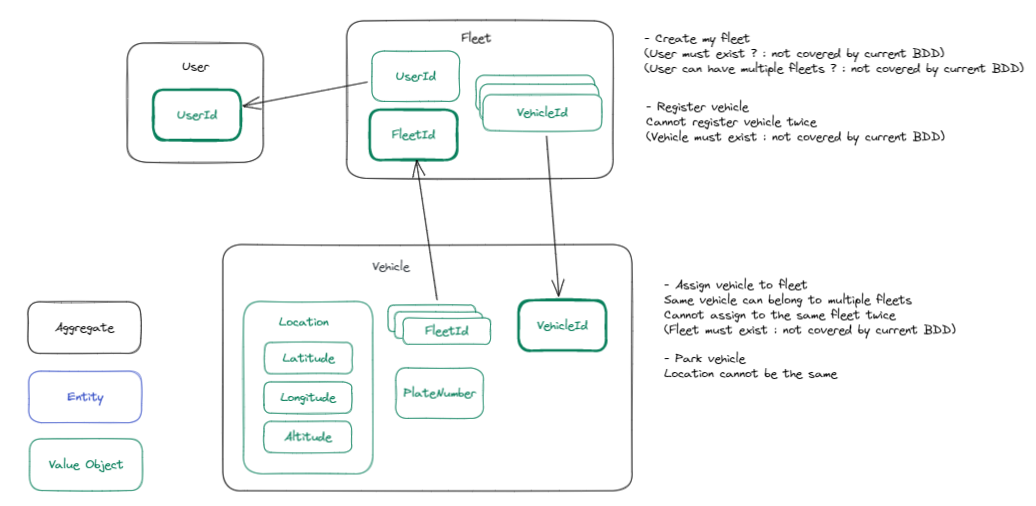 User
UserId
Fleet
UserId
FleetId
VehicleId
- Create my fleet
(User must exist ? : not covered by current BDD)
(User can have multiple fleets ? : not covered by current BDD)
- Register vehicle
Cannot register vehicle twice
(Vehicle must exist : not covered by current BDD)
Vehicle
Location
Latitude
Longitude
Altitude
FleetId
PlateNumber
VehicleId
- Assign vehicle to fleet
Same vehicle can belong to multiple fleets
Cannot assign to the same fleet twice
(Fleet must exist : not covered by current BDD)
- Park vehicle
Location cannot be the same
Aggregate
Entity
Value Object